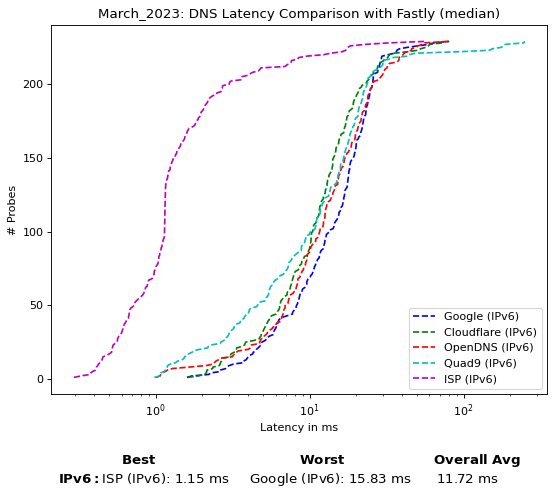 March_2023: DNS Latency Comparison with Fastly (median)
# Probes
200
150
100
50
0
10⁰ 10¹ 10²
Latency in ms
Google (IPv6)
Cloudflare (IPv6)
OpenDNS (IPv6)
Quad9 (IPv6)
ISP (IPv6)
Best Worst Overall Avg
IPv6: ISP (IPv6): 1.15 ms Google (IPv6): 15.83 ms 11.72 ms